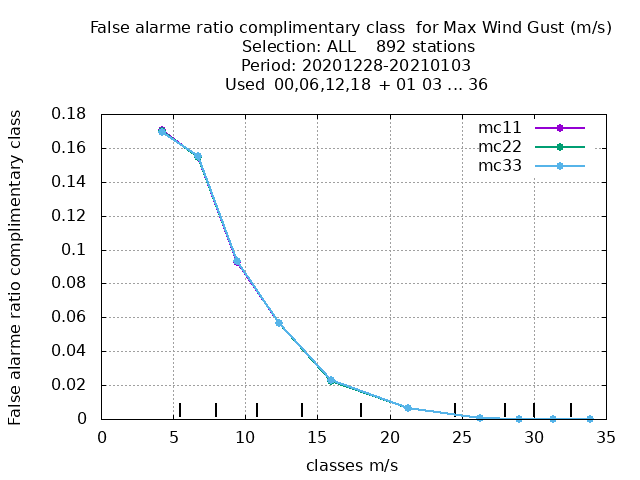 False alarme ratio complimentary class  for Max Wind Gust (m/s)
Selection: ALL    892 stations
Period: 20201228-20210103
Used  00,06,12,18  + 01 03 ... 36
False alarme ratio complimentary class
0.18
0.16
0.14
0.12
0.1
0.08
0.06
0.04
0.02
0
mc11
mc22
mc33
0 5 10 15 20 25 30 35
classes m/s